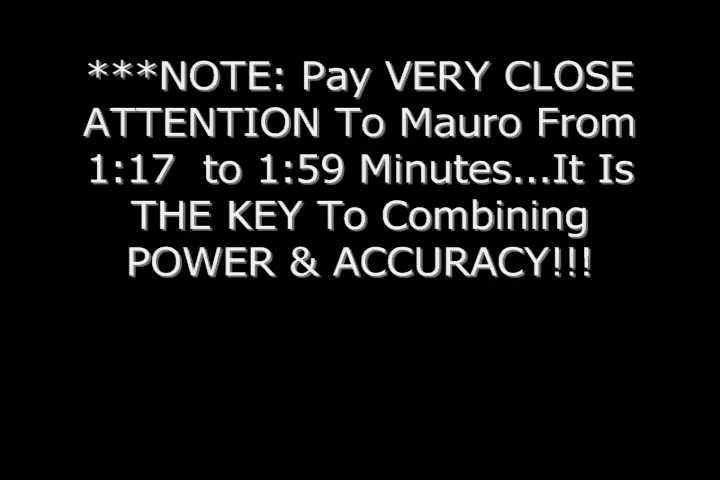 ***NOTE: Pay VERY CLOSE
ATTENTION To Mauro From
1:17  to 1:59 Minutes...It Is
THE KEY To Combining
POWER & ACCURACY!!!